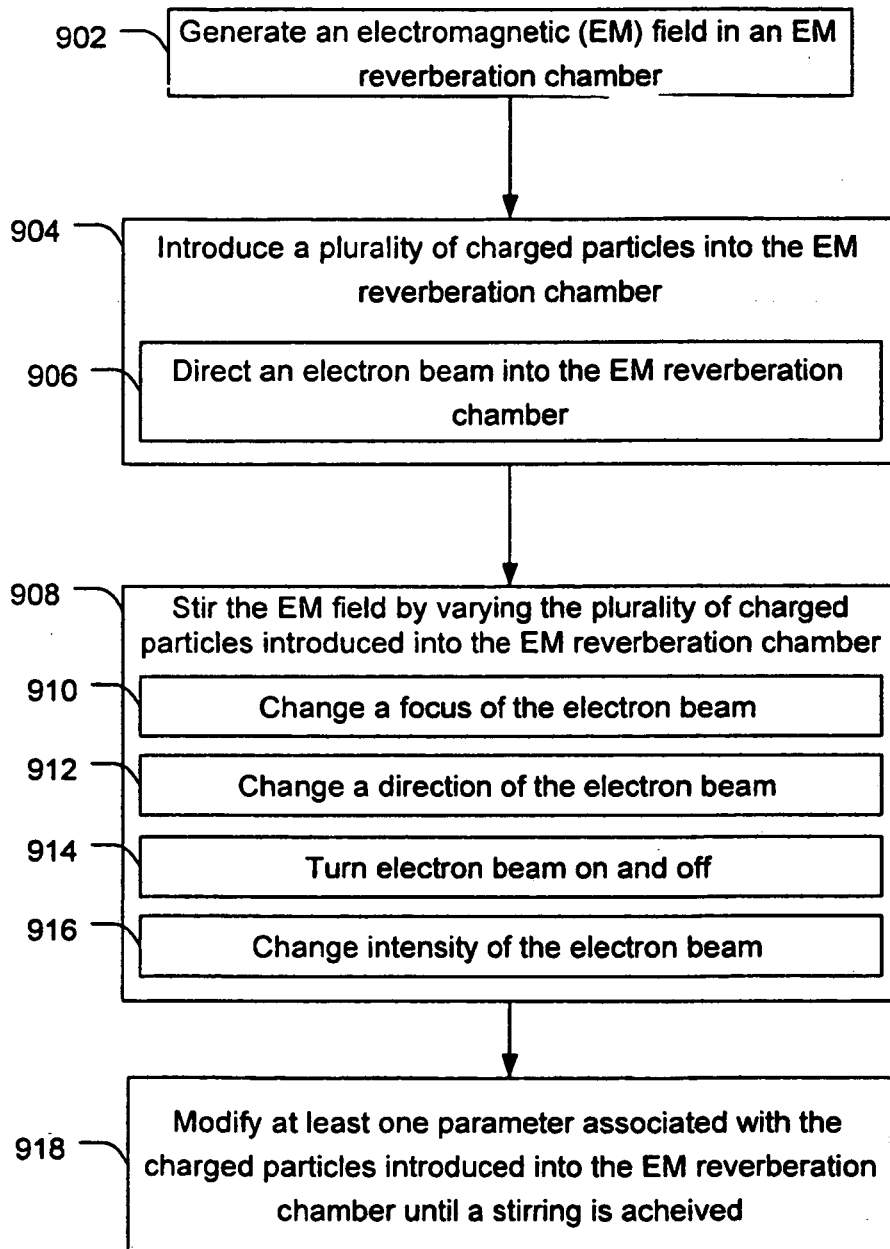 902
Generate an electromagnetic (EM) field in an EM
reverberation chamber
904
Introduce a plurality of charged particles into the EM
reverberation chamber
906
Direct an electron beam into the EM reverberation
chamber
908
Stir the EM field by varying the plurality of charged
particles introduced into the EM reverberation chamber
910
Change a focus of the electron beam
912
Change a direction of the electron beam
914
Turn electron beam on and off
916
Change intensity of the electron beam
918
Modify at least one parameter associated with the
charged particles introduced into the EM reverberation
chamber until a stirring is acheived